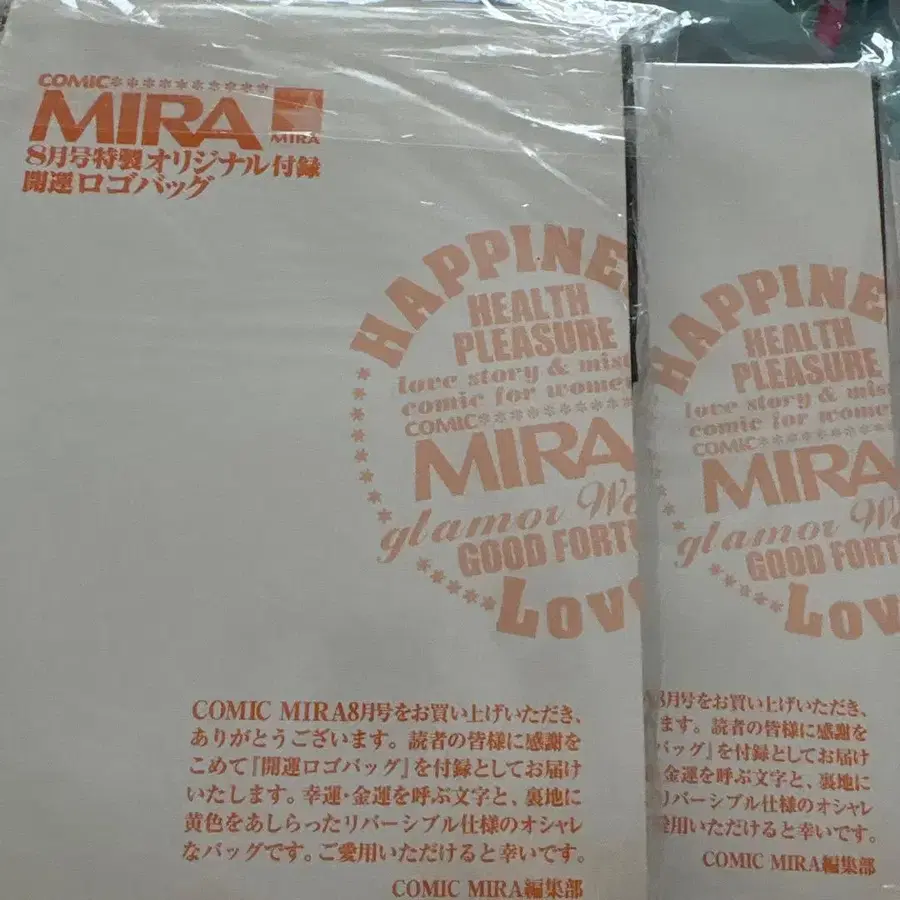 COMIC**********
MIRA
MIRA
8月号特製オリジナル付録
開運ロゴバッグ
HAPPINE
HEALTH
PLEASURE
love story & mist
comic for wome
COMIC**********
MIRA
glamor Wo
GOOD FORT
Lov
COMIC MIRA8月号をお買い上げいただき、
ありがとうございます。読者の皆様に感謝を
こめて『開運ロゴバッグ』を付録としてお届け
いたします。幸運・金運を呼ぶ文字と、裏地に
黄色をあしらったリバーシブル仕様のオシャレ
なバッグです。ご愛用いただけると幸いです。
COMIC MIRA編集部
HAPPINE
HEALTH
PLEASURE
love story & mis
comic for wome
COMIC**********
MIRA
glamor W
GOOD FORTU
Lov
8月号をお買い上げいただき、
ます。読者の皆様に感謝を
バッグ』を付録としてお届け
金運を呼ぶ文字と、裏地に
リバーシブル仕様のオシャレ
愛用いただけると幸いです。
COMIC MIRA編集部